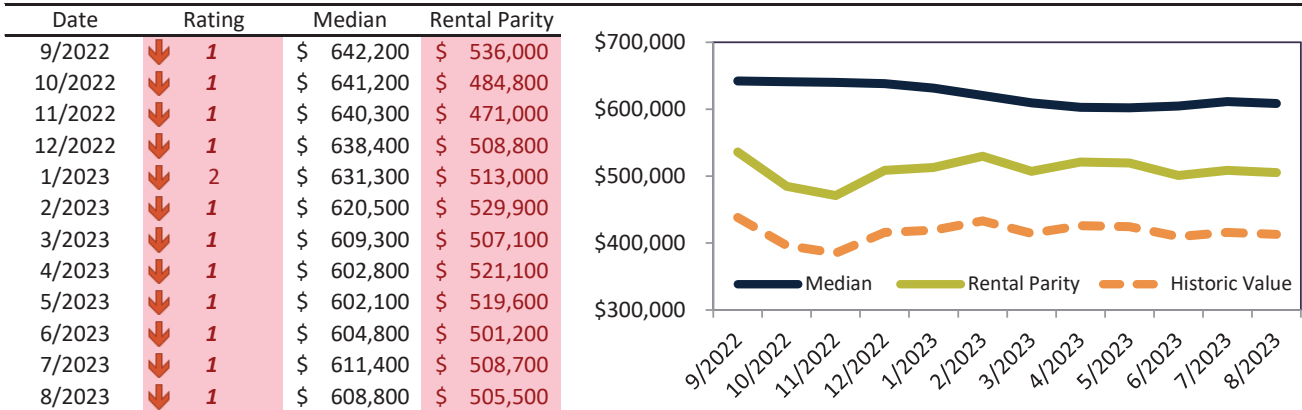 Date Rating Median Rental Parity
9/2022 1 $ 642,200 $ 536,000
10/2022 1 $ 641,200 $ 484,800
11/2022 1 $ 640,300 $ 471,000
12/2022 1 $ 638,400 $ 508,800
1/2023 2 $ 631,300 $ 513,000
2/2023 1 $ 620,500 $ 529,900
3/2023 1 $ 609,300 $ 507,100
4/2023 1 $ 602,800 $ 521,100
5/2023 1 $ 602,100 $ 519,600
6/2023 1 $ 604,800 $ 501,200
7/2023 1 $ 611,400 $ 508,700
8/2023 1 $ 608,800 $ 505,500
$700,000
$600,000
$500,000
$400,000
$300,000
Median Rental Parity Historic Value
9/2022 10/2022 11/2022 12/2022 1/2023 2/2023 3/2023 4/2023 5/2023 6/2023 7/2023 8/2023